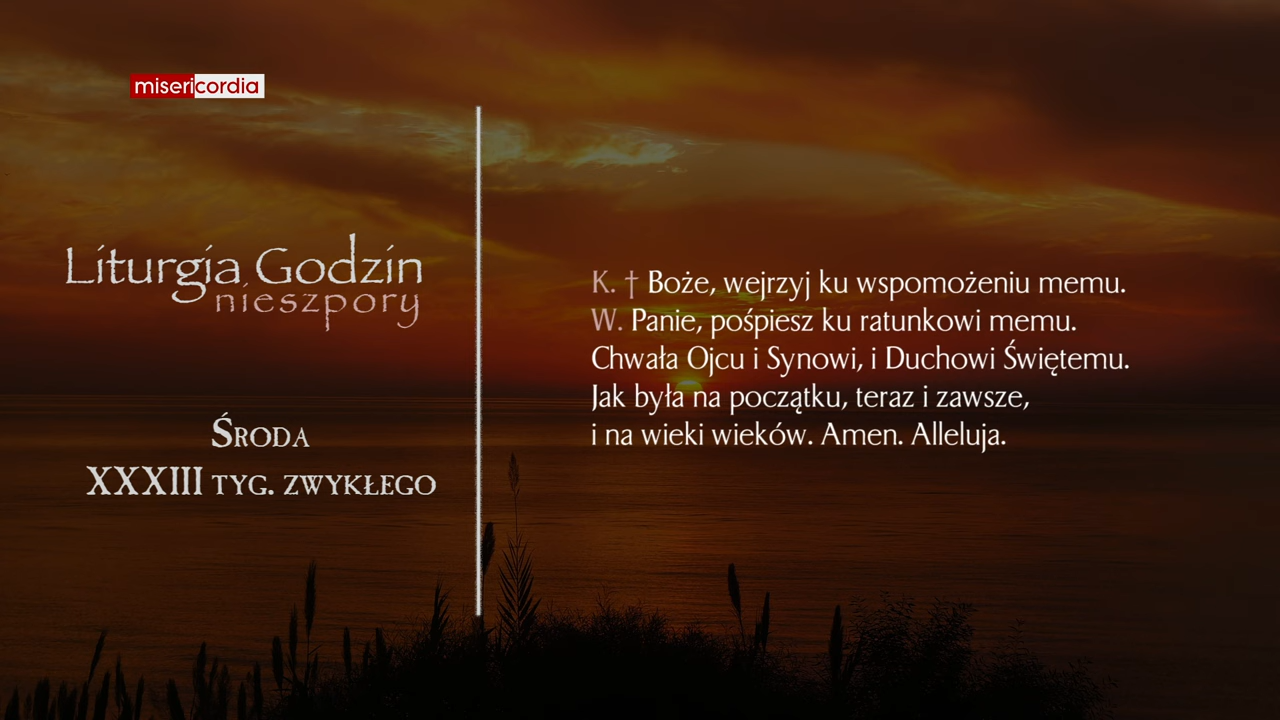 misericordia
Liturgia Godzin
nieszpory
Środa
XXXIII tyg. zwykłego
K. † Boże, wejrzyj ku wspomożeniu memu.
W. Panie, pośpiesz ku ratunkowi memu.
Chwała Ojcu i Synowi, i Duchowi Świętemu.
Jak była na początku, teraz i zawsze,
i na wieki wieków. Amen. Alleluja.